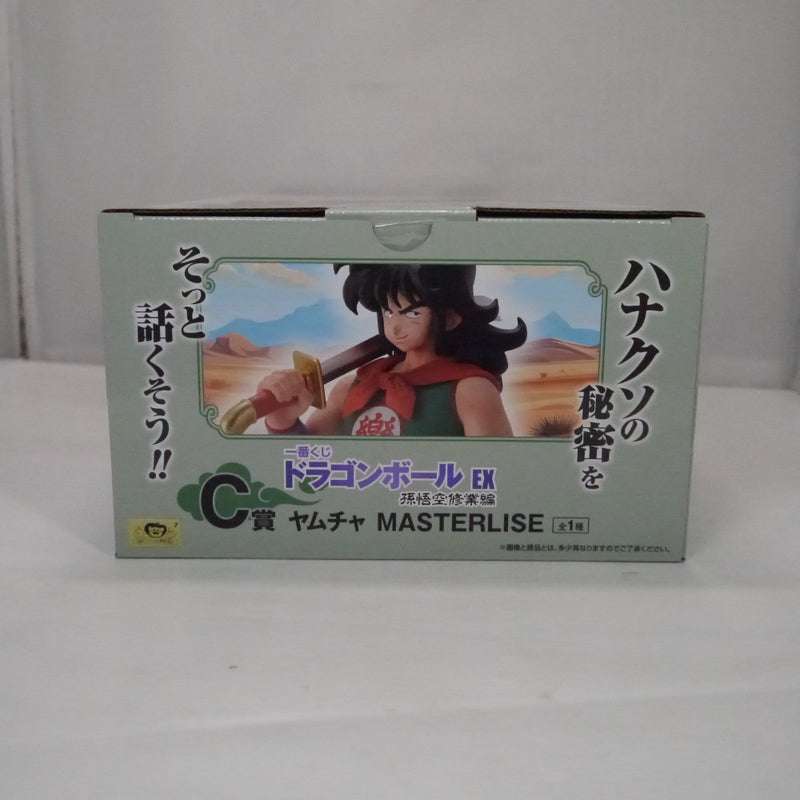 ハナクソの
秘密を
そっと
話くそう!!
狼
一番くじ
ドラゴンボール EX
孫悟空修業編
C賞 ヤムチャ MASTERLISE 全1種
※画像と商品とは、多少異なりますのでご了承ください。